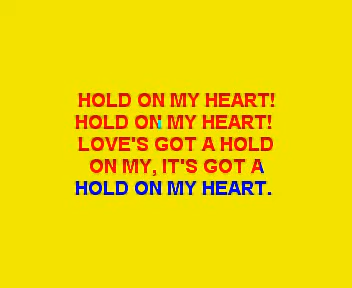 HOLD ON MY HEART!
HOLD ON MY HEART!
LOVE'S GOT A HOLD
ON MY, IT'S GOT A
HOLD ON MY HEART.